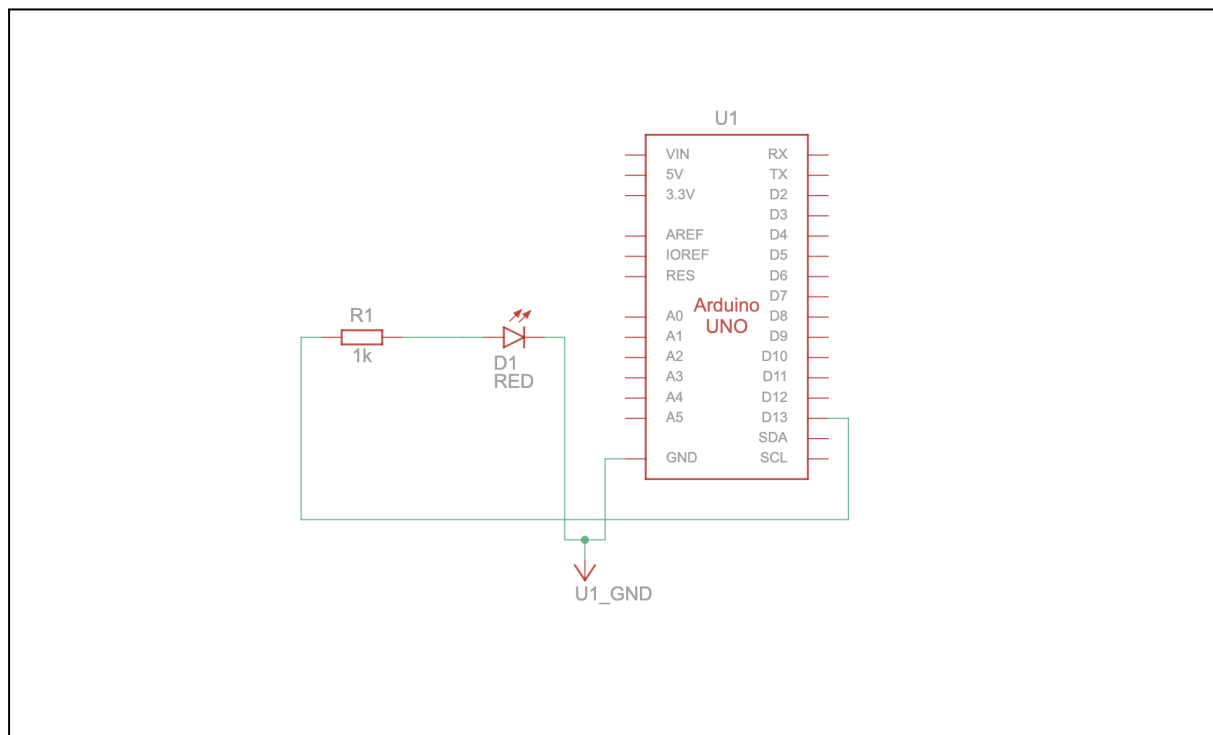 U1
VIN RX
5V TX
3.3V D2
D3
AREF D4
IOREF D5
RES D6
D7
Arduino
UNO
A0 D8
A1 D9
A2 D10
A3 D11
A4 D12
A5 D13
SDA
GND SCL
R1
1k
D1
RED
U1_GND